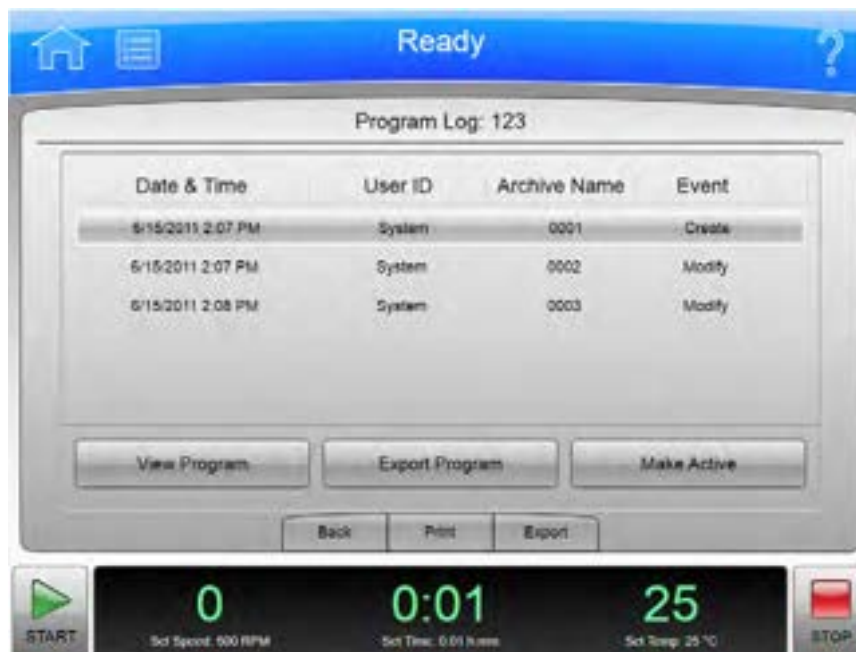 Ready
Program Log: 123
Date & Time User ID Archive Name Event
6/15/2011 2:07 PM System 0001 Create
6/15/2011 2:07 PM System 0002 Modify
6/15/2011 2:08 PM System 0003 Modify
View Program Export Program Make Active
Back Print Export
START 0 0:01 25 STOP
Set Speed: 500 RPM Set Time: 0:01 h:mm Set Temp: 25 °C